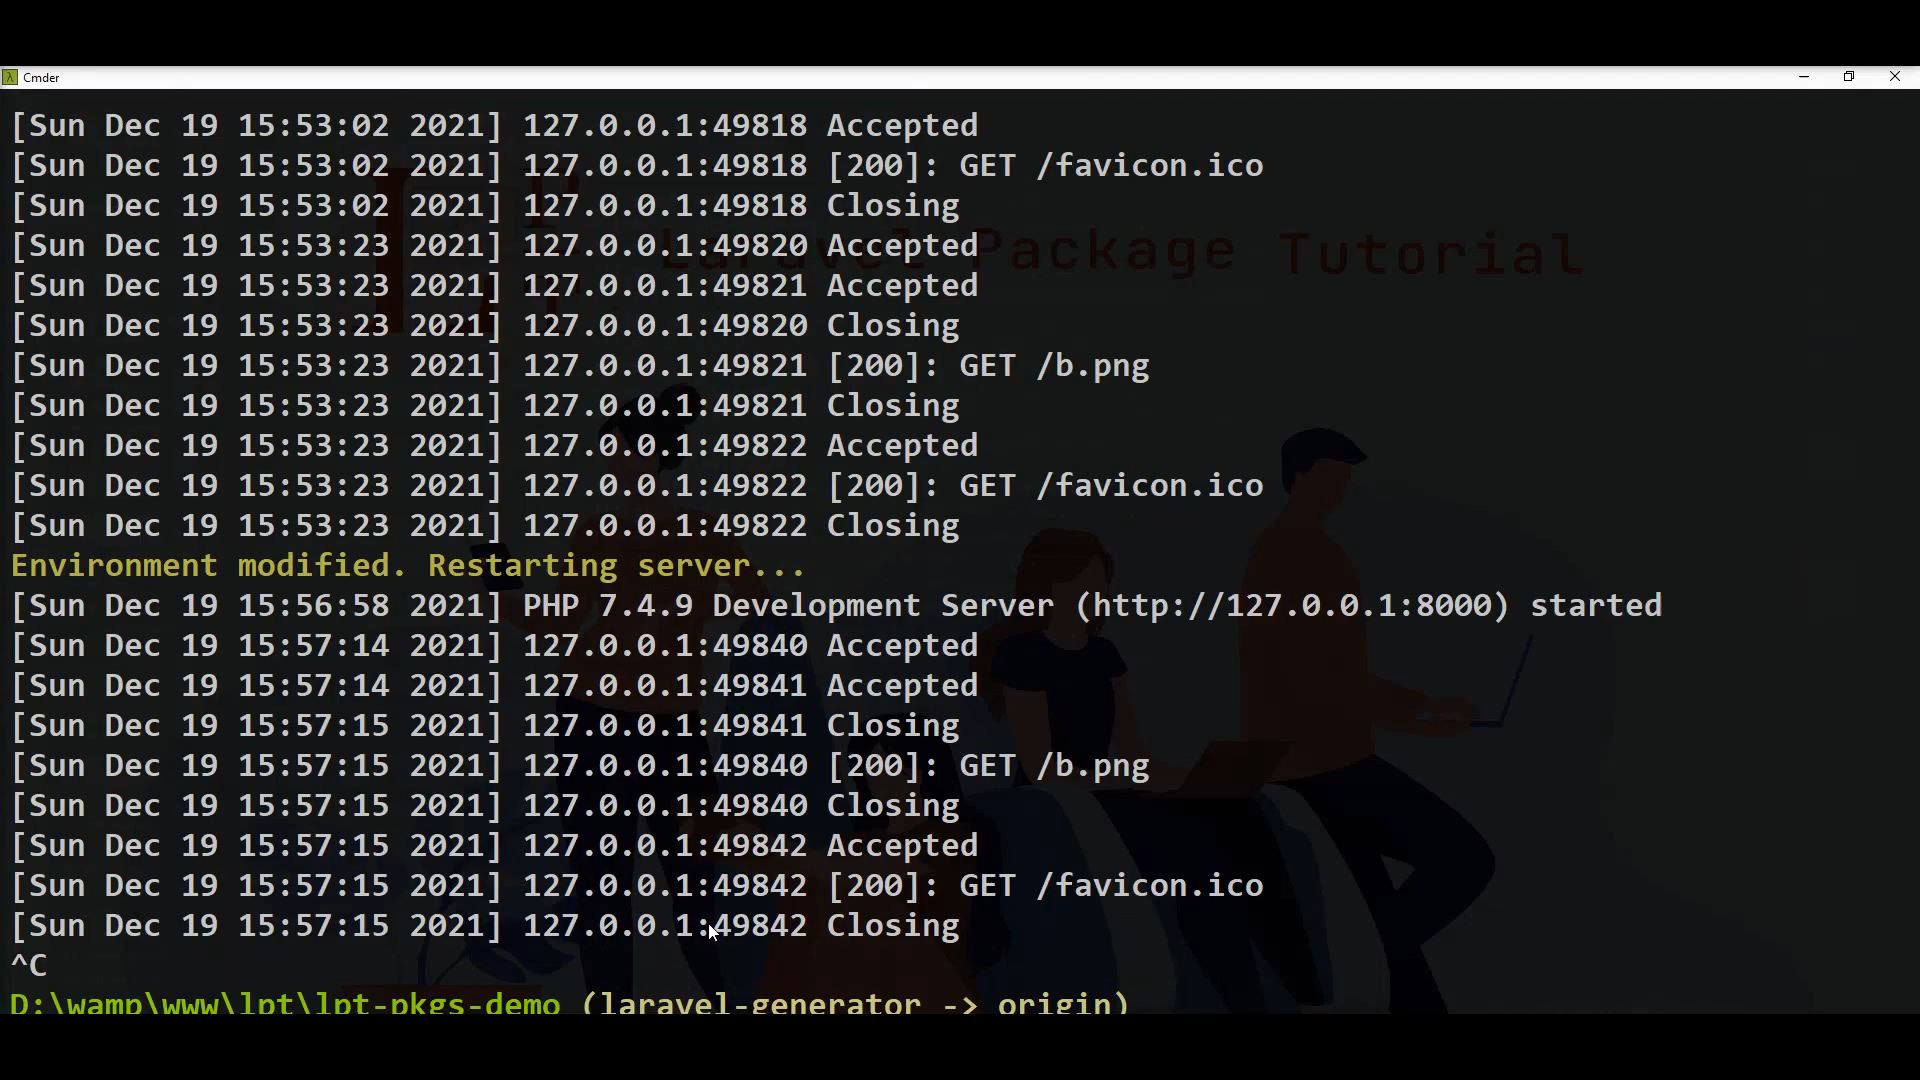 Cmder
[Sun Dec 19 15:53:02 2021] 127.0.0.1:49818 Accepted
[Sun Dec 19 15:53:02 2021] 127.0.0.1:49818 [200]: GET /favicon.ico
[Sun Dec 19 15:53:02 2021] 127.0.0.1:49818 Closing
[Sun Dec 19 15:53:23 2021] 127.0.0.1:49820 Accepted
Laravel Package Tutorial
[Sun Dec 19 15:53:23 2021] 127.0.0.1:49821 Accepted
[Sun Dec 19 15:53:23 2021] 127.0.0.1:49820 Closing
[Sun Dec 19 15:53:23 2021] 127.0.0.1:49821 [200]: GET /b.png
[Sun Dec 19 15:53:23 2021] 127.0.0.1:49821 Closing
[Sun Dec 19 15:53:23 2021] 127.0.0.1:49822 Accepted
[Sun Dec 19 15:53:23 2021] 127.0.0.1:49822 [200]: GET /favicon.ico
[Sun Dec 19 15:53:23 2021] 127.0.0.1:49822 Closing
Environment modified. Restarting server...
[Sun Dec 19 15:56:58 2021] PHP 7.4.9 Development Server (http://127.0.0.1:8000) started
[Sun Dec 19 15:57:14 2021] 127.0.0.1:49840 Accepted
[Sun Dec 19 15:57:14 2021] 127.0.0.1:49841 Accepted
[Sun Dec 19 15:57:15 2021] 127.0.0.1:49841 Closing
[Sun Dec 19 15:57:15 2021] 127.0.0.1:49840 [200]: GET /b.png
[Sun Dec 19 15:57:15 2021] 127.0.0.1:49840 Closing
[Sun Dec 19 15:57:15 2021] 127.0.0.1:49842 Accepted
[Sun Dec 19 15:57:15 2021] 127.0.0.1:49842 [200]: GET /favicon.ico
[Sun Dec 19 15:57:15 2021] 127.0.0.1:49842 Closing
^C
D:\wamp\www\lpt\lpt-pkgs-demo (laravel-generator -> origin)